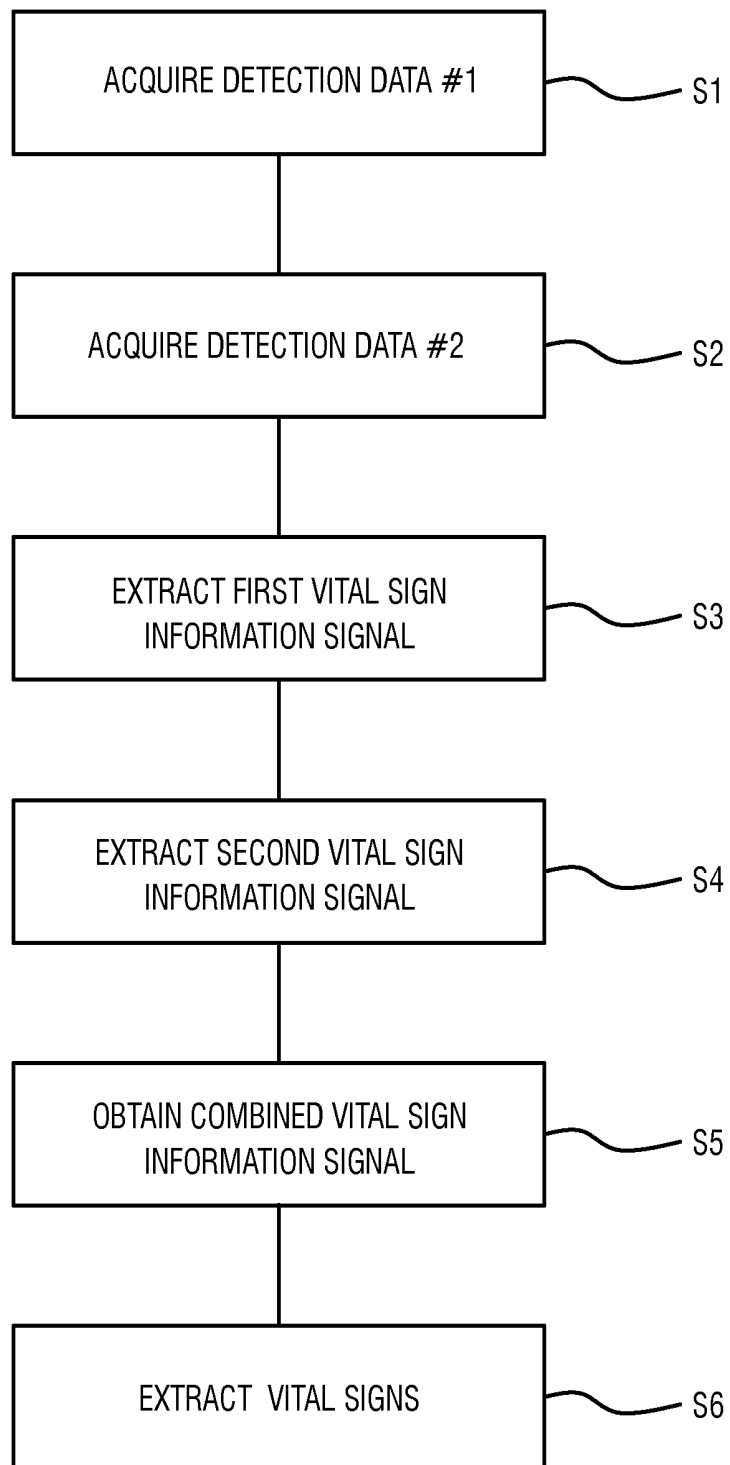 ACQUIRE DETECTION DATA #1
S1
ACQUIRE DETECTION DATA #2
S2
EXTRACT FIRST VITAL SIGN
INFORMATION SIGNAL
S3
EXTRACT SECOND VITAL SIGN
INFORMATION SIGNAL
S4
OBTAIN COMBINED VITAL SIGN
INFORMATION SIGNAL
S5
EXTRACT VITAL SIGNS
S6